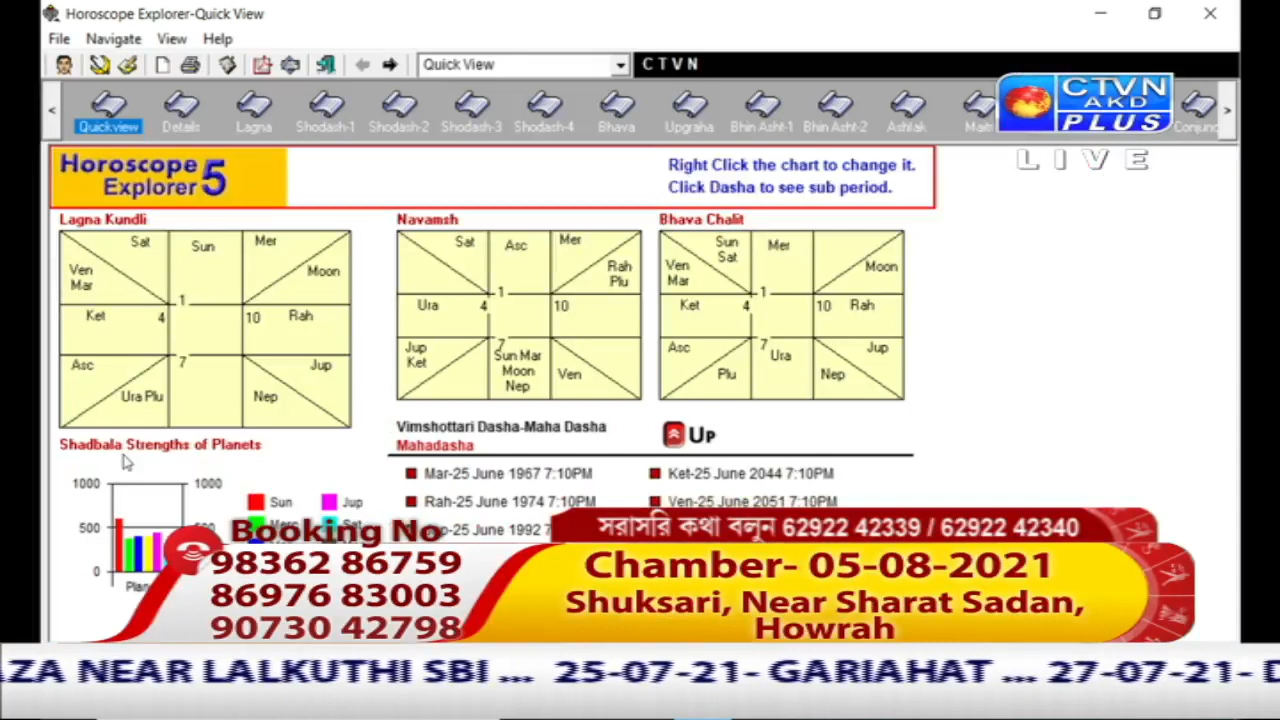 Horoscope Explorer-Quick View
File Navigate View Help
Quick View
CTVN
Quick view Details Lagna Shodash-1 Shodash-2 Shodash-3 Shodash-4 Bhava Upgraha Bhin Asht-1 Bhin Asht-2 Ashtak
CTVN
AKD
PLUS
LIVE
Horoscope
Explorer 5
Right Click the chart to change it.
Click Dasha to see sub period.
Lagna Kundli
Sat Sun Mer
Ven Moon
Mar
1
Ket 4 10 Rah
7
Asc Jup
Ura Plu Nep
Navamsh
Sat Asc Mer
Rah
Plu
1
Ura 4 10
7
Jup Sun Mar
Ket Moon Ven
Nep
Bhava Chalit
Sun Mer
Sat
Ven Moon
Mar
1
Ket 4 10 Rah
7
Asc Ura Jup
Plu Nep
Shadbala Strengths of Planets
1000 1000
500
0
Sun Jup
Vimshottari Dasha-Maha Dasha
Mahadasha
UP
Mar-25 June 1967 7:10PM Ket-25 June 2044 7:10PM
Rah-25 June 1974 7:10PM Ven-25 June 2051 7:10PM
25 June 1992
Booking No
98362 86759
86976 83003
90730 42798
সরাসরি কথা বলুন 62922 42339 / 62922 42340
Chamber- 05-08-2021
Shuksari, Near Sharat Sadan,
Howrah
ZA NEAR LALKUTHI SBI ... 25-07-21- GARIAHAT ... 27-07-21- D